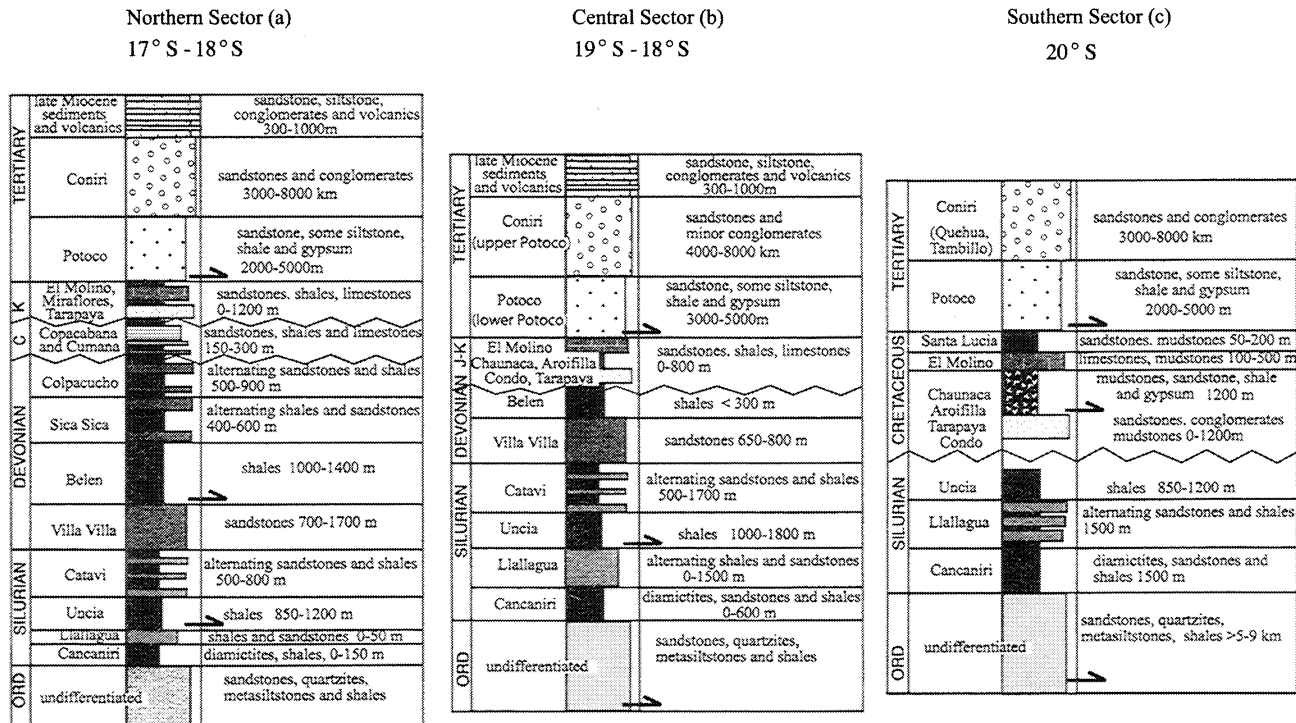 Northern Sector (a)
17° S - 18° S
TERTIARY
late Miocene
sediments
and volcanics
sandstone, siltstone,
conglomerates and volcanics
300-1000m
Coniri
sandstones and conglomerates
3000-8000 km
Potoco
sandstone, some siltstone,
shale and gypsum
2000-5000m
K
El Molino,
Miraflores,
Tarapaya
sandstones. shales, limestones
0-1200 m
C
Copacabana
and Cumana
sandstones, shales and limestones
150-300 m
DEVONIAN
Colpacucho
alternating sandstones and shales
500-900 m
Sica Sica
alternating shales and sandstones
400-600 m
Belen
shales 1000-1400 m
Villa Villa
sandstones 700-1700 m
SILURIAN
Catavi
alternating sandstones and shales
500-800 m
Uncia
shales 850-1200 m
Llallagua
shales and sandstones 0-50 m
Cancaniri
diamictites, shales, 0-150 m
ORD
undifferentiated
sandstones, quartzites,
metasiltstones and shales
Central Sector (b)
19° S - 18° S
TERTIARY
late Miocene
sediments
and volcanics
sandstone, siltstone,
conglomerates and volcanics
300-1000m
Coniri
(upper Potoco)
sandstones and
minor conglomerates
4000-8000 km
Potoco
(lower Potoco)
sandstone, some siltstone,
shale and gypsum
3000-5000m
J-K
El Molino
Chaunaca, Aroifilla
Condo, Tarapaya
sandstones. shales, limestones
0-800 m
DEVONIAN
Belen
shales < 300 m
Villa Villa
sandstones 650-800 m
SILURIAN
Catavi
alternating sandstones and shales
500-1700 m
Uncia
shales 1000-1800 m
Llallagua
alternating shales and sandstones
0-1500 m
Cancaniri
diamictites, sandstones and shales
0-600 m
ORD
undifferentiated
sandstones, quartzites,
metasiltstones and shales
Southern Sector (c)
20° S
TERTIARY
Coniri
(Quehua,
Tambillo)
sandstones and conglomerates
3000-8000 km
Potoco
sandstone, some siltstone,
shale and gypsum
2000-5000 m
CRETACEOUS
Santa Lucia
sandstones. mudstones 50-200 m
El Molino
limestones, mudstones 100-500 m
Chaunaca
Aroifilla
Tarapaya
Condo
mudstones, sandstone, shale
and gypsum 1200 m
sandstones. conglomerates
mudstones 0-1200m
SILURIAN
Uncia
shales 850-1200 m
Llallagua
alternating sandstones and shales
1500 m
Cancaniri
diamictites, sandstones and
shales 1500 m
ORD
undifferentiated
sandstones, quartzites,
metasiltstones, shales >5-9 km